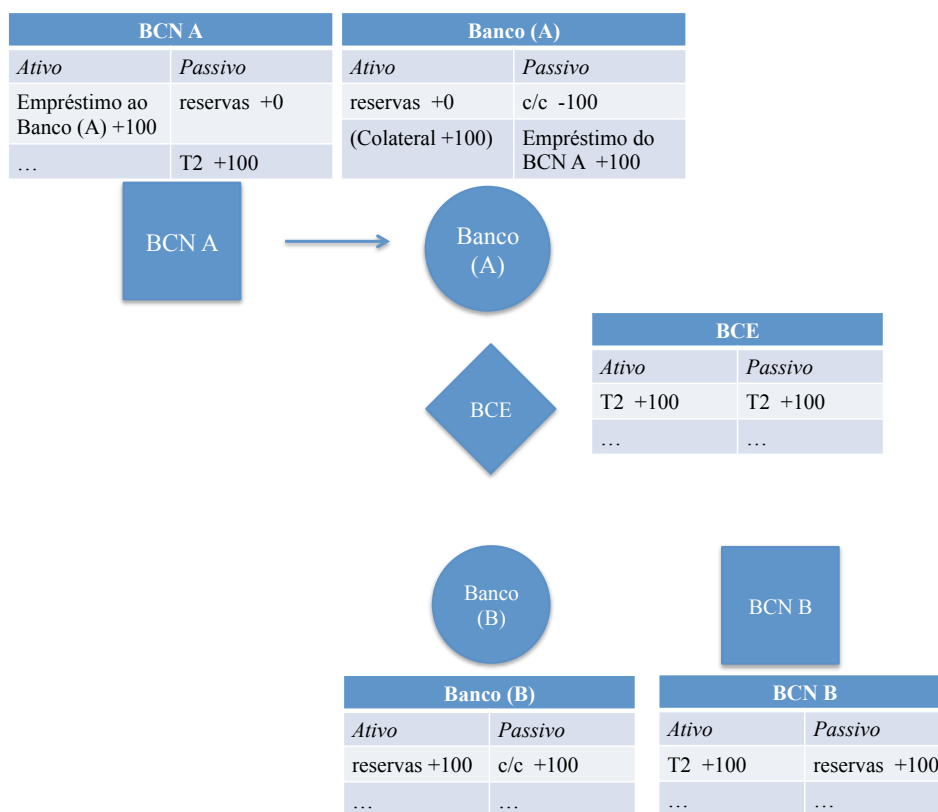 BCN A
Ativo Passivo
Empréstimo ao Banco (A) +100 reservas +0
… T2 +100
Banco (A)
Ativo Passivo
reservas +0 c/c -100
(Colateral +100) Empréstimo do BCN A +100
BCN A
Banco
(A)
BCE
BCE
Ativo Passivo
T2 +100 T2 +100
… …
Banco
(B)
BCN B
Banco (B)
Ativo Passivo
reservas +100 c/c +100
… …
BCN B
Ativo Passivo
T2 +100 reservas +100
… …